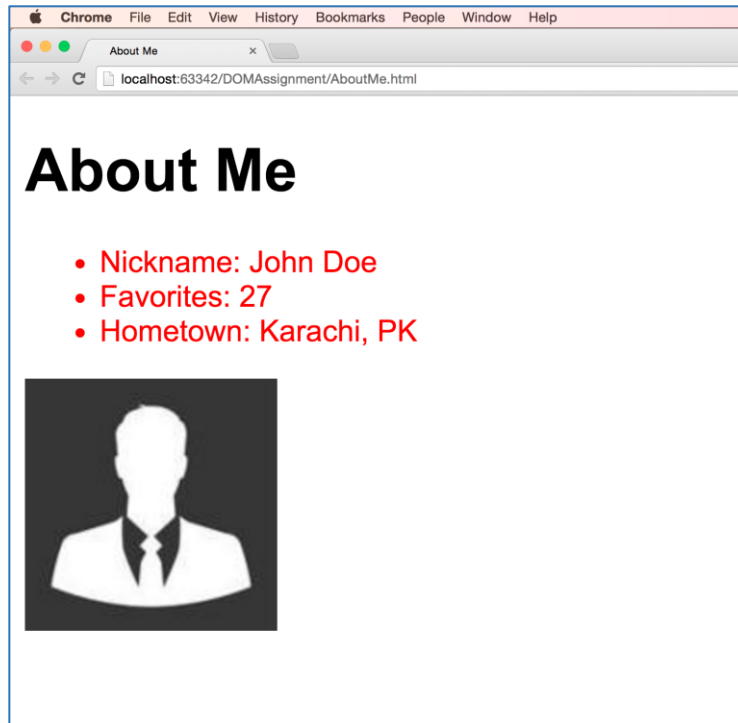 Chrome File Edit View History Bookmarks People Window Help
About Me
localhost:63342/DOMAssignment/AboutMe.html
About Me
Nickname: John Doe
Favorites: 27
Hometown: Karachi, PK